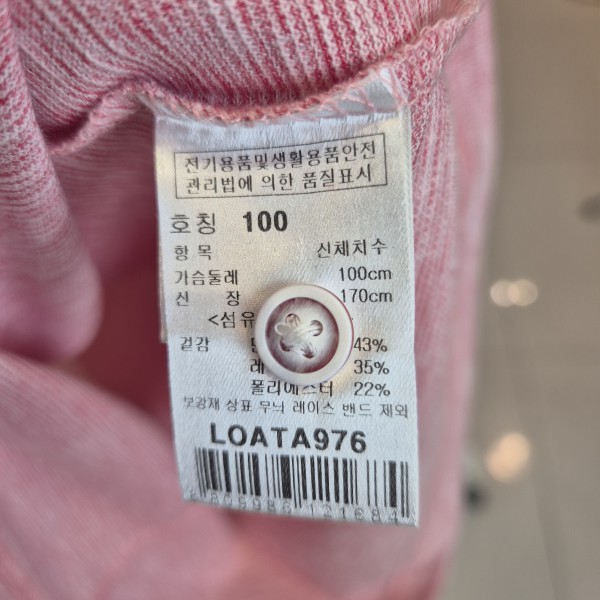 전기용품및생활용품안전
관리법에 의한 품질표시
호칭 100
항 목 신체치수
가슴둘레 100cm
신 장 170cm
<섬유
겉감 43%
35%
폴리에스터 22%
보강재 상표 무늬 레이스 밴드 제외
LOATA976